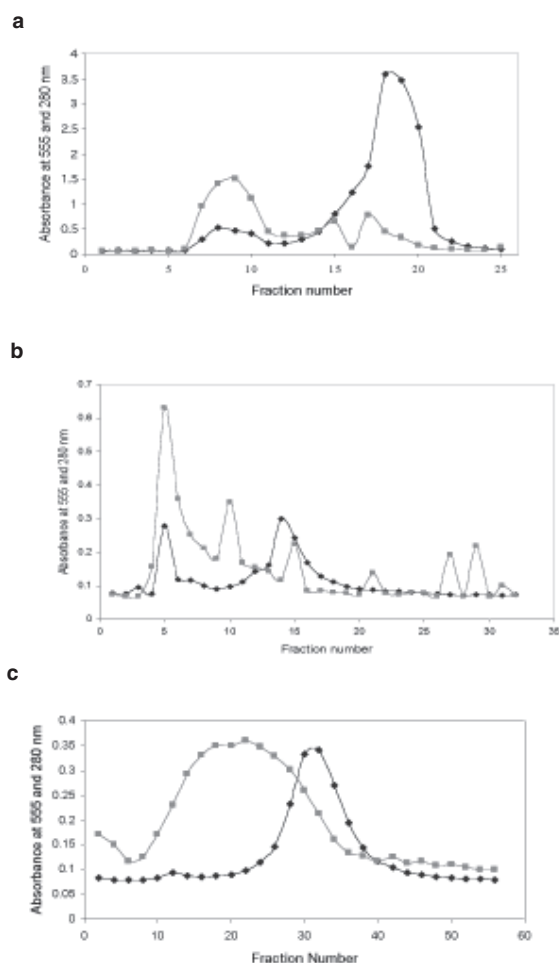 a
Absorbance at 555 and 280 nm
4
3.5
3
2.5
2
1.5
1
0.5
0
0 5 10 15 20 25
Fraction number
b
Absorbance at 555 and 280 nm
0.7
0.6
0.5
0.4
0.3
0.2
0.1
0
0 5 10 15 20 25 30 35
Fraction number
c
Absorbance at 555 and 280 nm
0.4
0.35
0.3
0.25
0.2
0.15
0.1
0.05
0
0 10 20 30 40 50 60
Fraction Number